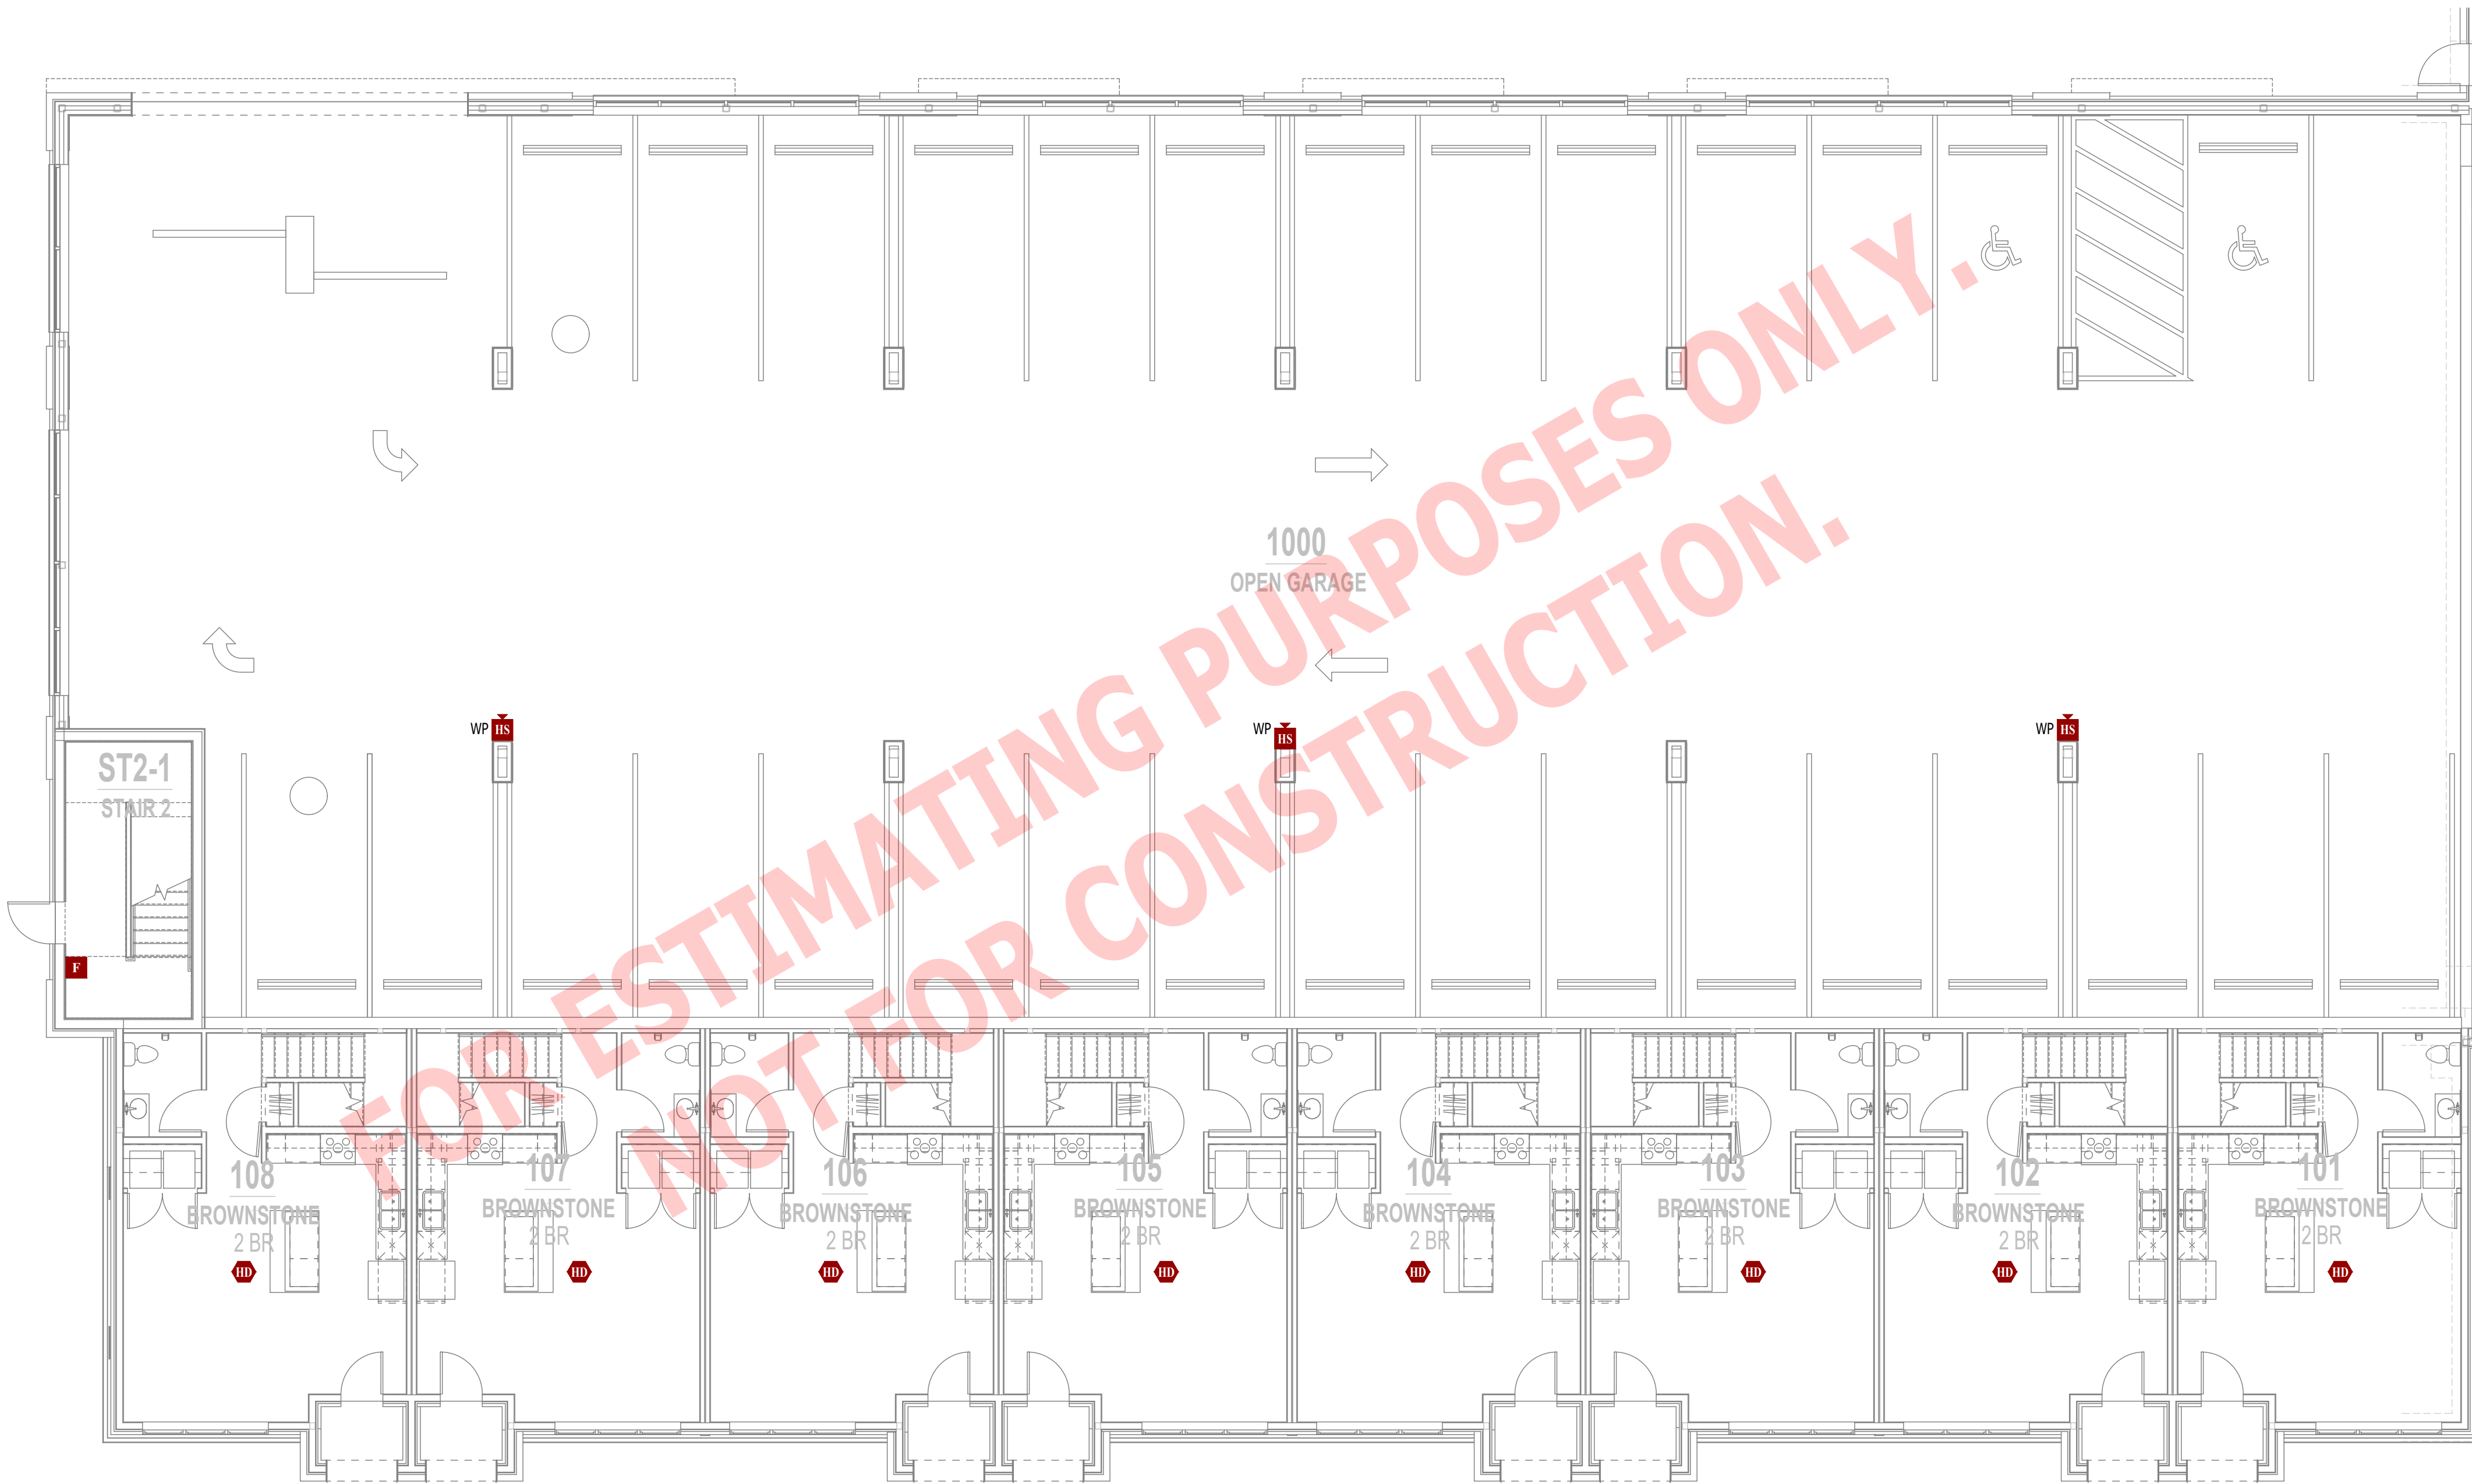 1000
OPEN GARAGE
WP HS
WP HS
WP HS
ST2-1
STAIR 2
F
108
BROWNSTONE
2 BR
HD
107
BROWNSTONE
2 BR
HD
106
BROWNSTONE
2 BR
HD
105
BROWNSTONE
2 BR
HD
104
BROWNSTONE
2 BR
HD
103
BROWNSTONE
2 BR
HD
102
BROWNSTONE
2 BR
HD
101
BROWNSTONE
2 BR
HD
FOR ESTIMATING PURPOSES ONLY.
NOT FOR CONSTRUCTION.